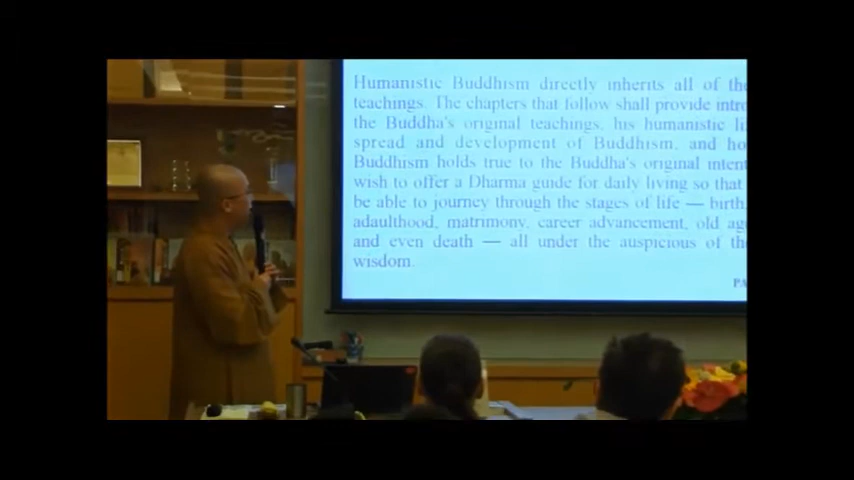 Humanistic Buddhism directly inherits all of the
teachings. The chapters that follow shall provide intro
the Buddha's original teachings, his humanistic li
spread and development of Buddhism, and ho
Buddhism holds true to the Buddha's original intent
wish to offer a Dharma guide for daily living so that
be able to journey through the stages of life — birth,
adaulthood, matrimony, career advancement, old ag
and even death — all under the auspicious of the
wisdom.
PA